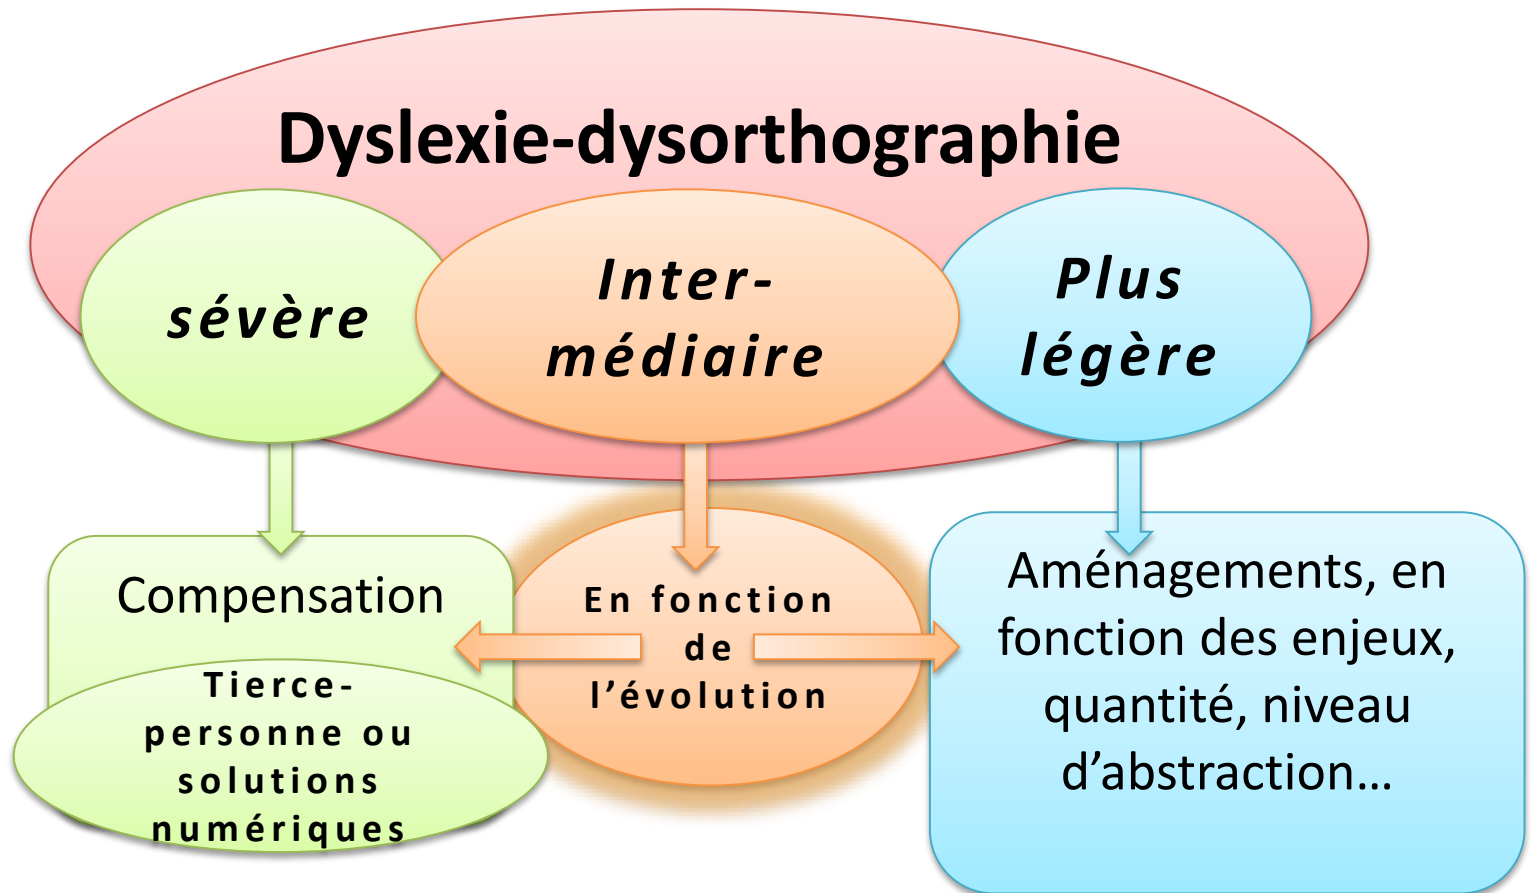 Dyslexie-dysorthographie
sévère
Inter-
médiaire
Plus
légère
Compensation
Tierce-
personne ou
solutions
numériques
En fonction
de
l’évolution
Aménagements, en
fonction des enjeux,
quantité, niveau
d’abstraction…